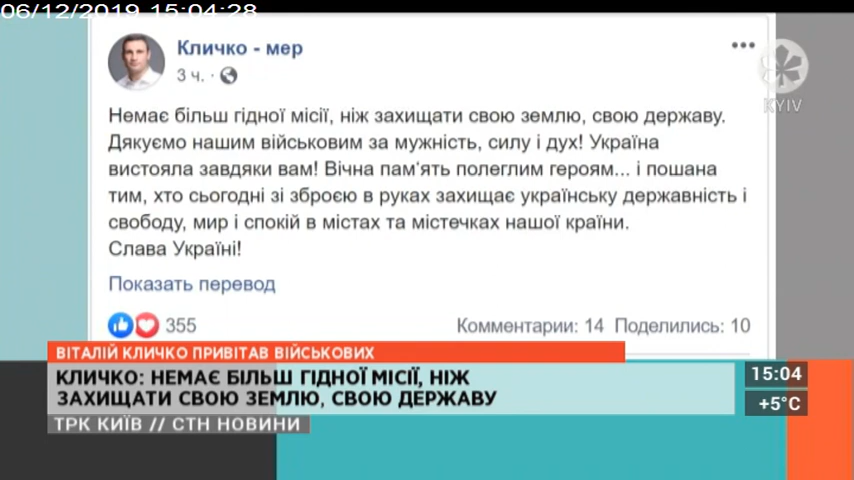 06/12/2019 15:04:28
Кличко - мер
3 ч. ·
KYIV
Немає більш гідної місії, ніж захищати свою землю, свою державу.
Дякуємо нашим військовим за мужність, силу і дух! Україна
вистояла завдяки вам! Вічна пам'ять полеглим героям... і пошана
тим, хто сьогодні зі зброєю в руках захищає українську державність і
свободу, мир і спокій в містах та містечках нашої країни.
Слава Україні!
Показать перевод
355 Комментарии: 14 Поделились: 10
ВІТАЛІЙ КЛИЧКО ПРИВІТАВ ВІЙСЬКОВИХ
КЛИЧКО: НЕМАЄ БІЛЬШ ГІДНОЇ МІСІЇ, НІЖ
ЗАХИЩАТИ СВОЮ ЗЕМЛЮ, СВОЮ ДЕРЖАВУ
15:04
+5°C
ТРК КИЇВ // СТН НОВИНИ